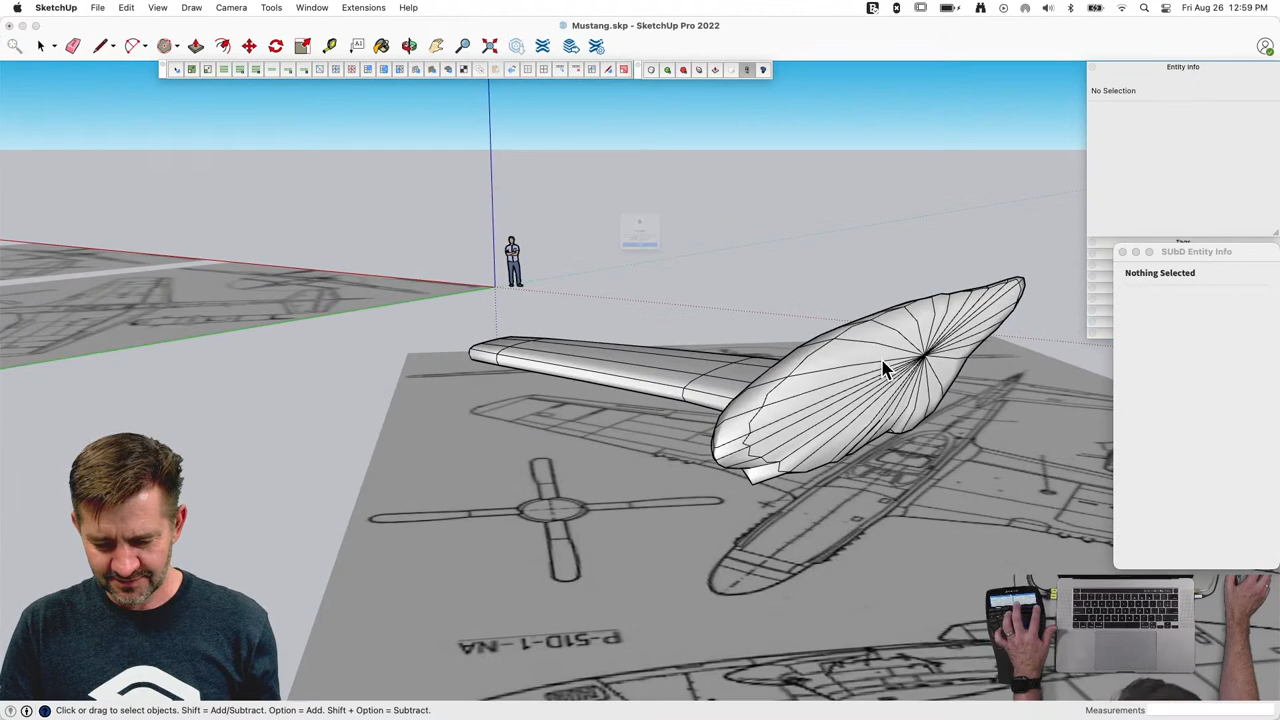 SketchUp File Edit View Draw Camera Tools Window Extensions Help Fri Aug 26 12:59 PM
Mustang.skp - SketchUp Pro 2022
Entity Info
No Selection
Tags
SUbD Entity Info
Nothing Selected
P-51D-1-NA
Click or drag to select objects. Shift = Add/Subtract. Option = Add. Shift + Option = Subtract.
Measurements